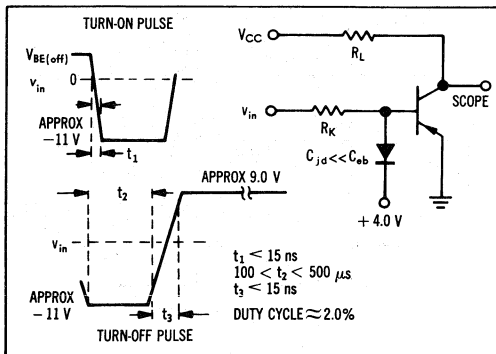 TURN-ON PULSE
V_BE(off)
0
v_in
APPROX
−11 V
t_1
V_CC
R_L
SCOPE
v_in
R_K
C_jd<<C_eb
+4.0 V
t_2
APPROX 9.0 V
v_in
APPROX
−11 V
t_3
TURN-OFF PULSE
t_1 < 15 ns
100 < t_2 < 500 μs
t_3 < 15 ns
DUTY CYCLE ≈ 2.0%